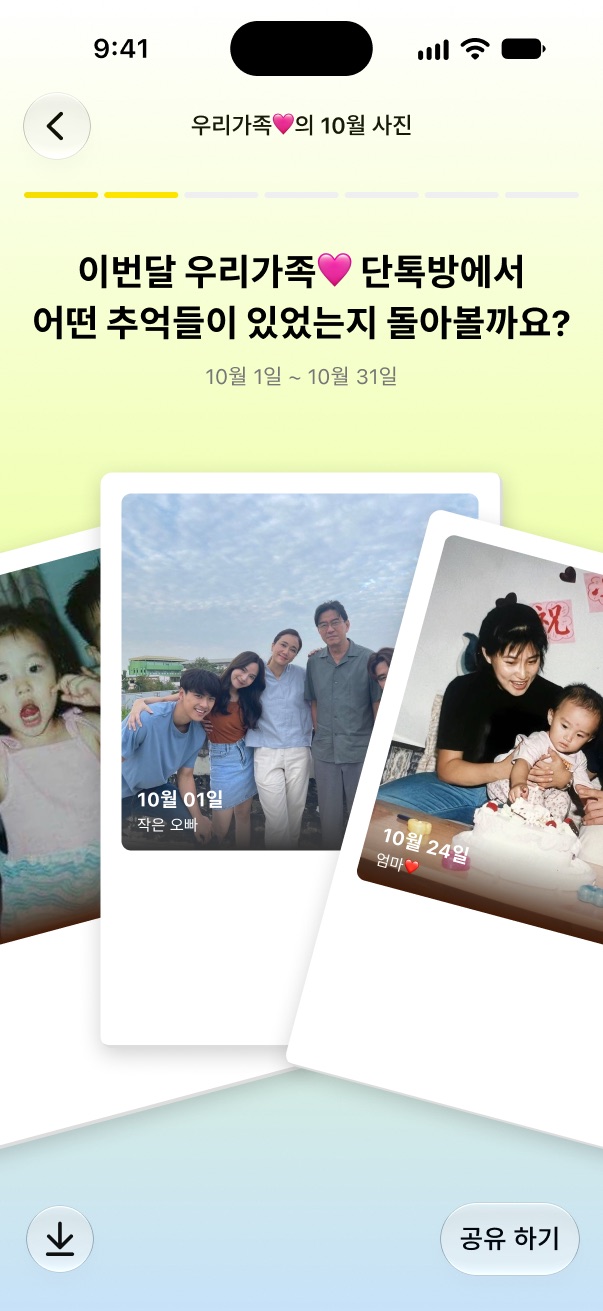 9:41
우리가족🩷의 10월 사진
이번달 우리가족🩷 단톡방에서
어떤 추억들이 있었는지 돌아볼까요?
10월 1일 ~ 10월 31일
祝
10월 01일
작은 오빠
10월 24일
엄마❤️
공유 하기